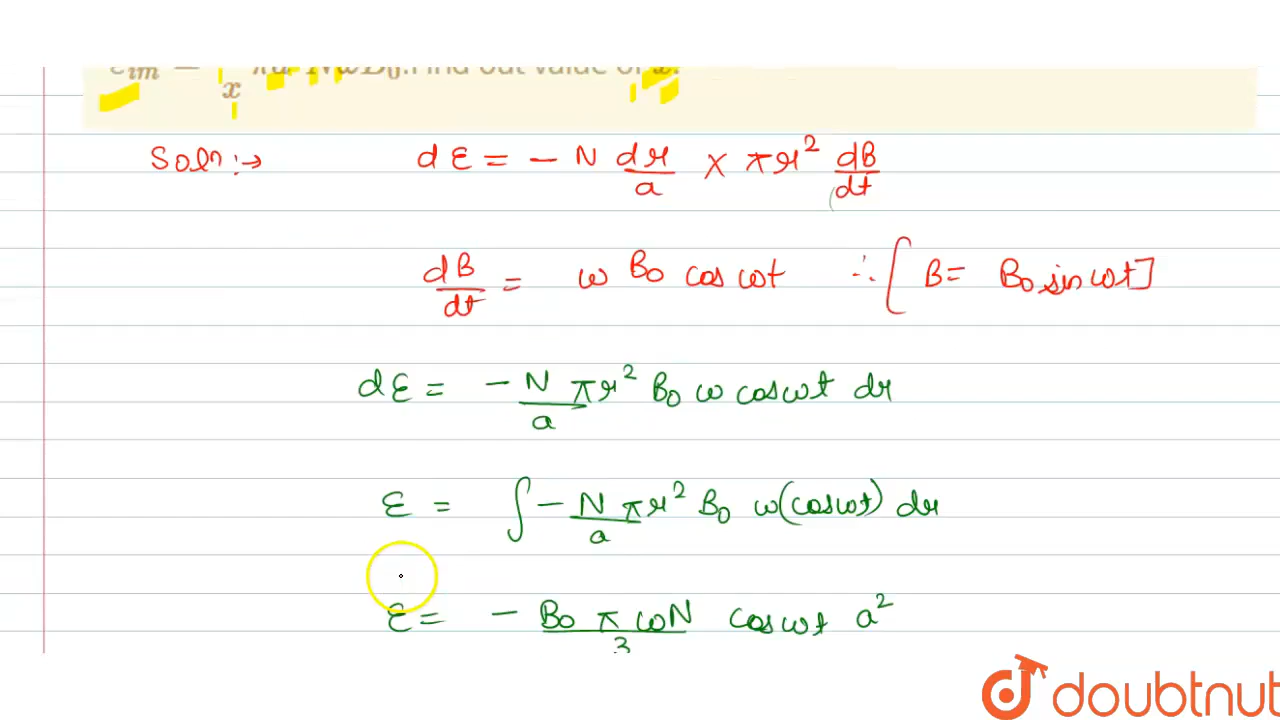 x
Soln :→ dε = - N dr/a × πr² dB/dt
dB/dt = ω B₀ cos ωt ∴ [ B = B₀ sin ωt ]
dε = - N/a πr² B₀ ω cos ωt dr
ε = ∫ - N/a πr² B₀ ω (cos ωt) dr
ε = - B₀ π ω N/3 cos ωt a²
doubtnut